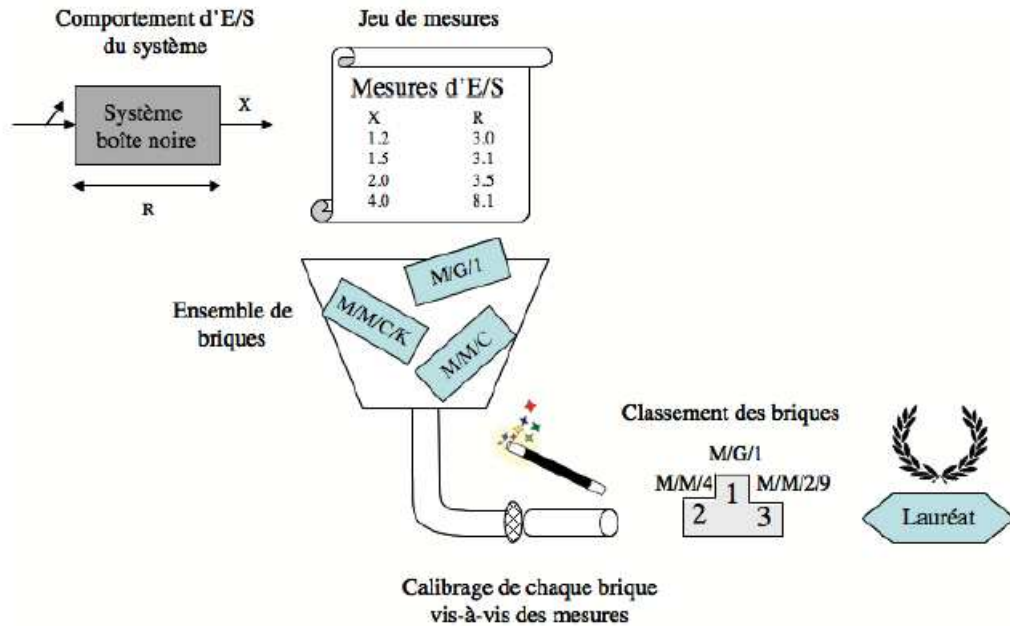 Comportement d'E/S
du système
Jeu de mesures
Système
boîte noire
X
R
Mesures d'E/S
X R
1.2 3.0
1.5 3.1
2.0 3.5
4.0 8.1
Ensemble de
briques
M/G/1
M/M/C/K
M/M/C
Classement des briques
M/G/1
M/M/4 1 M/M/2/9
2 3
Lauréat
Calibrage de chaque brique
vis-à-vis des mesures